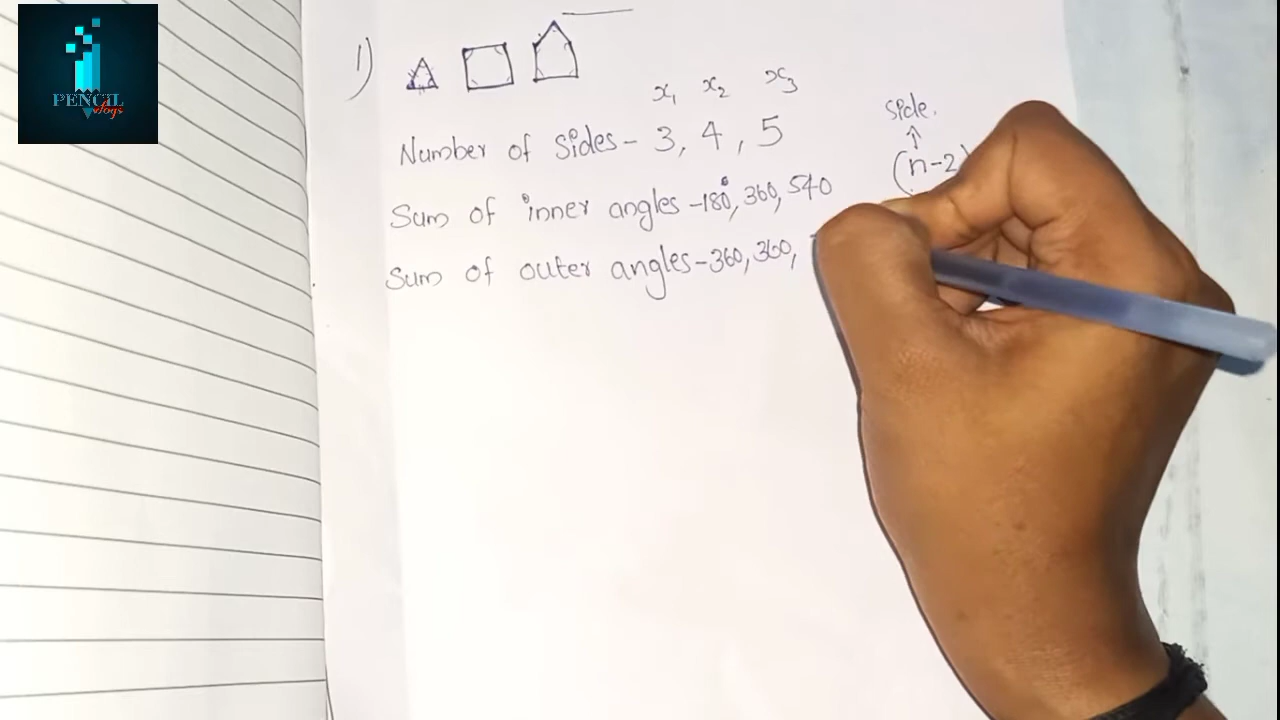 PENCIL
1)
x₁ x₂ x₃
side.
Number of sides - 3, 4, 5
(n-2)
Sum of inner angles - 180°, 360, 540
Sum of outer angles - 360, 360,